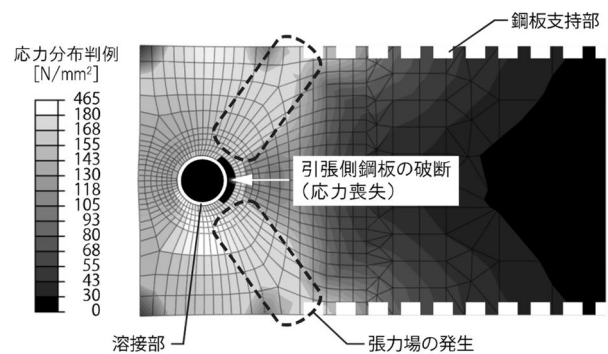 鋼板支持部
応力分布判例
[N/mm²]
465
180
168
155
143
130
118
105
93
80
68
55
43
30
0
引張側鋼板の破断
（応力喪失）
溶接部
張力場の発生